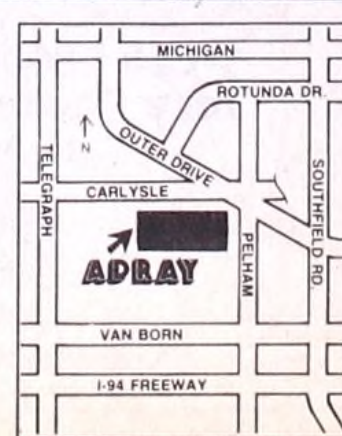 MICHIGAN
ROTUNDA DR.
OUTER DRIVE
N
TELEGRAPH
SOUTHFIELD RD.
CARLYSLE
PELHAM
ADRAY
VAN BORN
I-94 FREEWAY